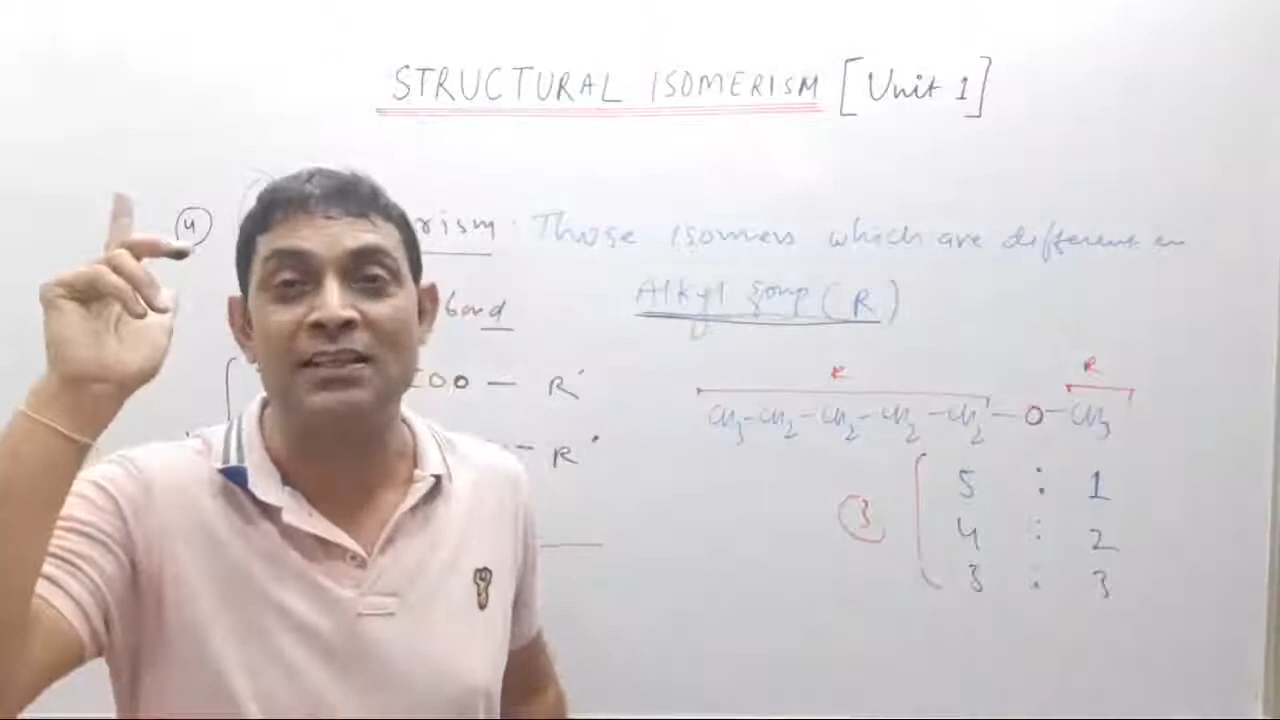 STRUCTURAL ISOMERISM [Unit 1]
4
rism. Those isomers which are different in
Alkyl group (R)
bond
R R
COO — R'
CH3-CH2-CH2-CH2-CH2-O-CH3
— R'
5 : 1
3
4 : 2
3 : 3